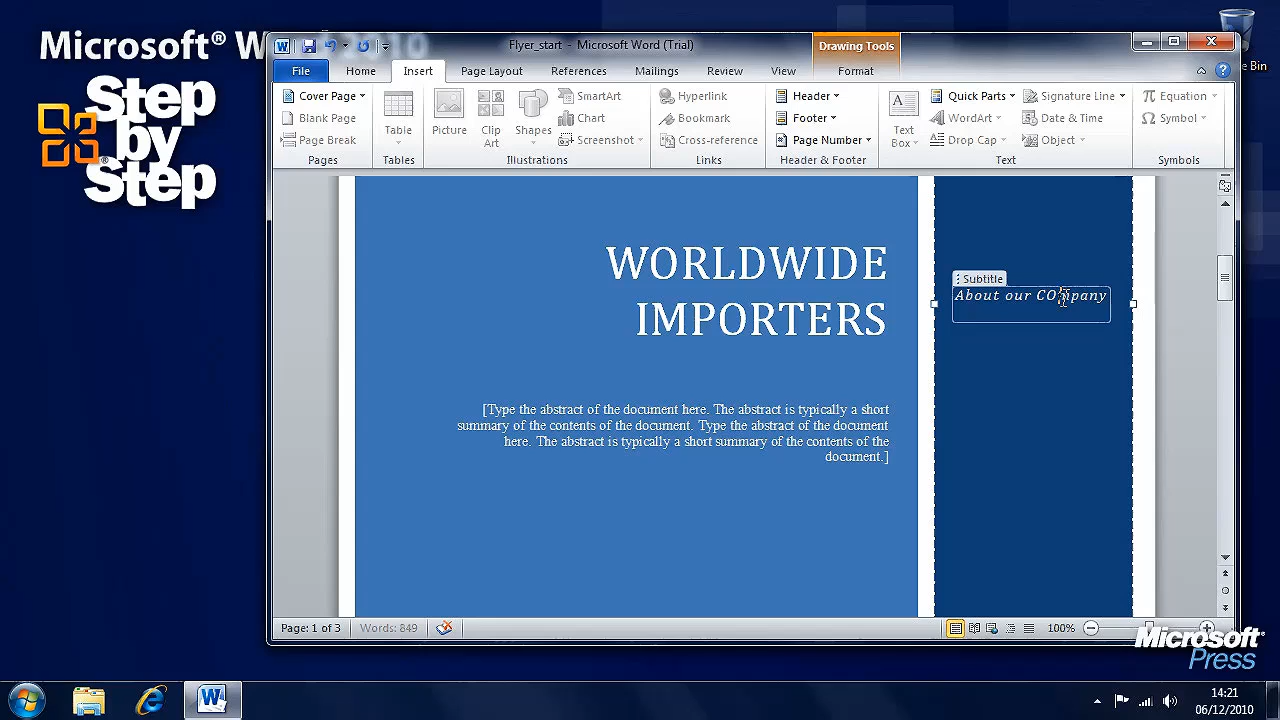 Microsoft® W 2010
Step
by
Step®
Flyer_start - Microsoft Word (Trial)
Drawing Tools
e Bin
File Home Insert Page Layout References Mailings Review View Format
Cover Page
Blank Page
Page Break
Pages
Table
Tables
Picture
Clip Art
Shapes
SmartArt
Chart
Screenshot
Illustrations
Hyperlink
Bookmark
Cross-reference
Links
Header
Footer
Page Number
Header & Footer
Text Box
Quick Parts
WordArt
Drop Cap
Signature Line
Date & Time
Object
Text
Equation
Symbol
Symbols
WORLDWIDE
IMPORTERS
Subtitle
About our COmpany
[Type the abstract of the document here. The abstract is typically a short
summary of the contents of the document. Type the abstract of the document
here. The abstract is typically a short summary of the contents of the
document.]
Page: 1 of 3
Words: 849
100%
Microsoft®
Press
14:21
06/12/2010